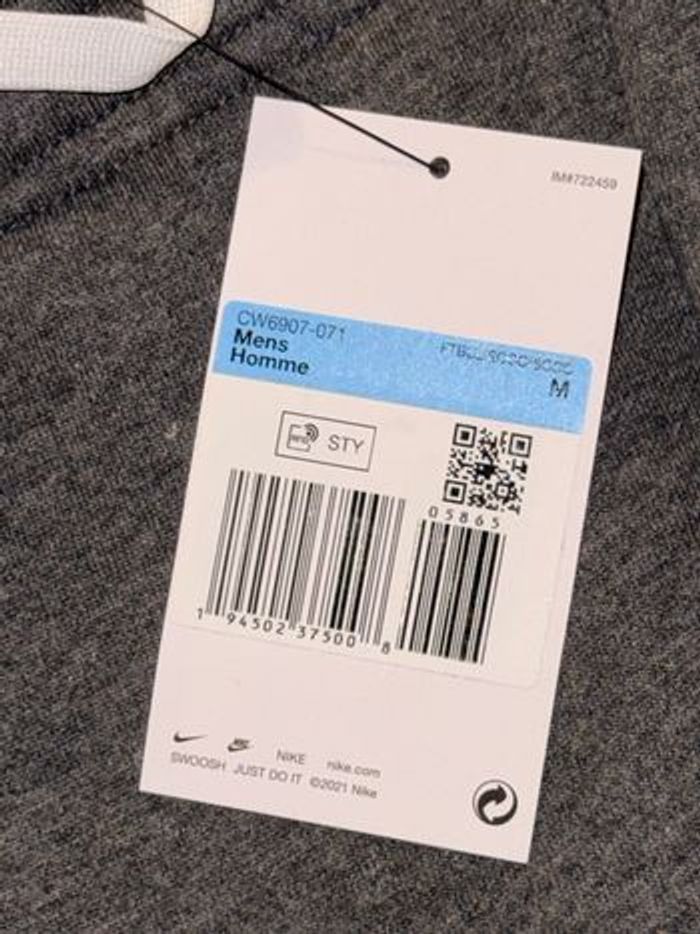 IM#722459
CW6907-071
Mens
Homme
M
RFID STY
05865
1 94502 37500 8
NIKE nike.com
SWOOSH JUST DO IT ©2021 Nike